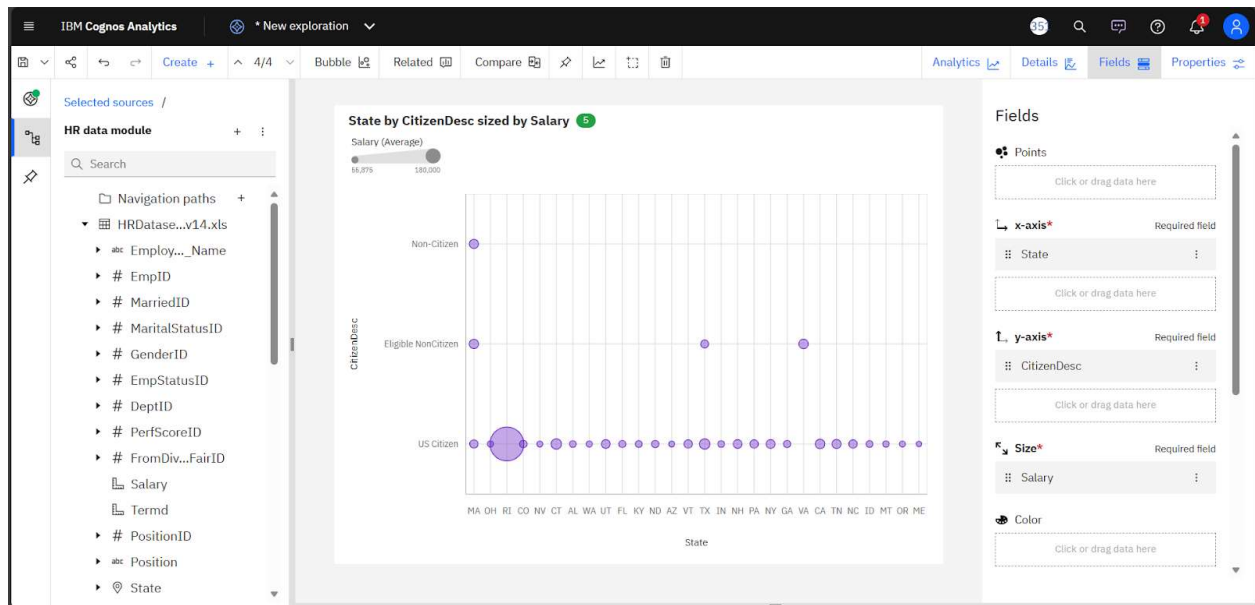 IBM Cognos Analytics
* New exploration
1
Create +
4/4
Bubble
Related
Compare
Analytics
Details
Fields
Properties
Selected sources /
HR data module
Search
Navigation paths +
HRDatase...v14.xls
abc Employ..._Name
# EmpID
# MarriedID
# MaritalStatusID
# GenderID
# EmpStatusID
# DeptID
# PerfScoreID
# FromDiv...FairID
Salary
Termd
# PositionID
abc Position
State
State by CitizenDesc sized by Salary 5
Salary (Average)
180,000
CitizenDesc
Non-Citizen
Eligible NonCitizen
US Citizen
MA OH RI CO NV CT AL WA UT FL KY ND AZ VT TX IN NH PA NY GA VA CA TN NC ID MT OR ME
State
Fields
Points
Click or drag data here
x-axis* Required field
State
Click or drag data here
y-axis* Required field
CitizenDesc
Click or drag data here
Size* Required field
Salary
Color
Click or drag data here